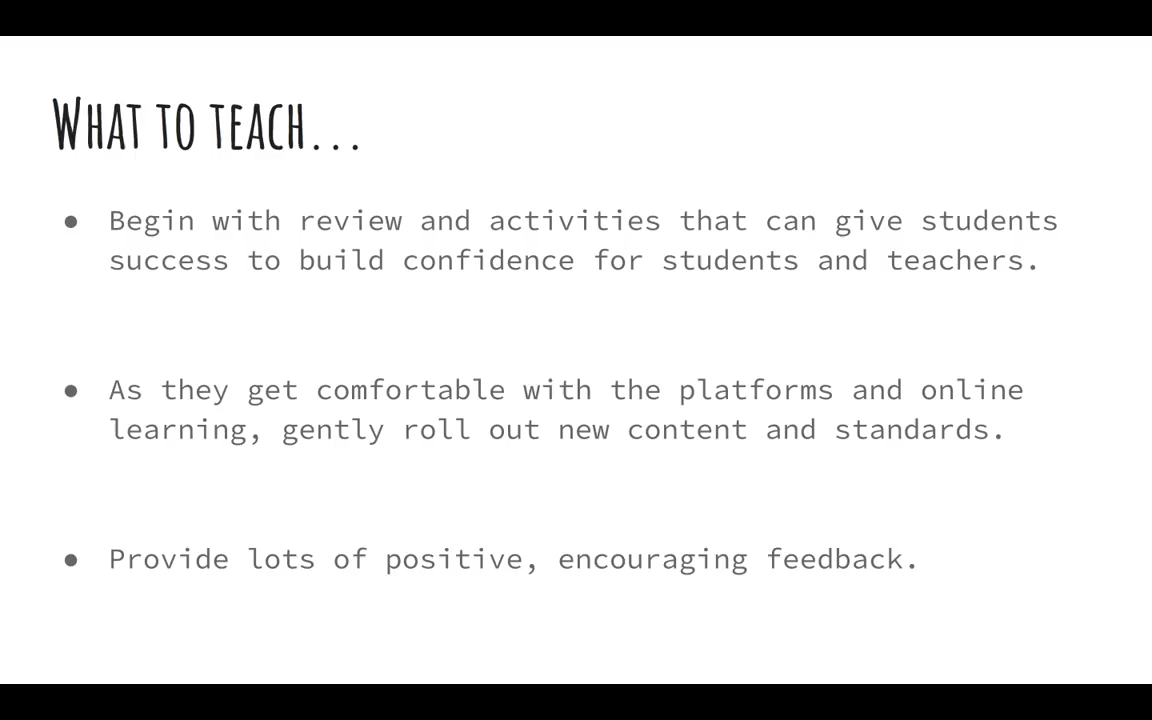 What to teach...
● Begin with review and activities that can give students
success to build confidence for students and teachers.
● As they get comfortable with the platforms and online
learning, gently roll out new content and standards.
● Provide lots of positive, encouraging feedback.